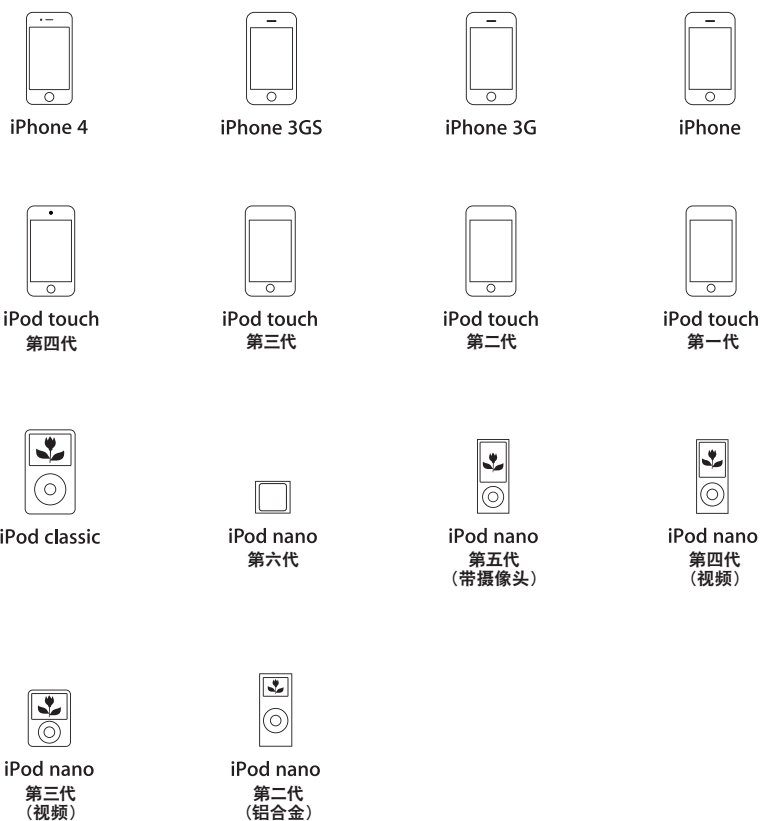 iPhone 4
iPhone 3GS
iPhone 3G
iPhone
iPod touch
第四代
iPod touch
第三代
iPod touch
第二代
iPod touch
第一代
iPod classic
iPod nano
第六代
iPod nano
第五代
（带摄像头）
iPod nano
第四代
（视频）
iPod nano
第三代
（视频）
iPod nano
第二代
（铝合金）